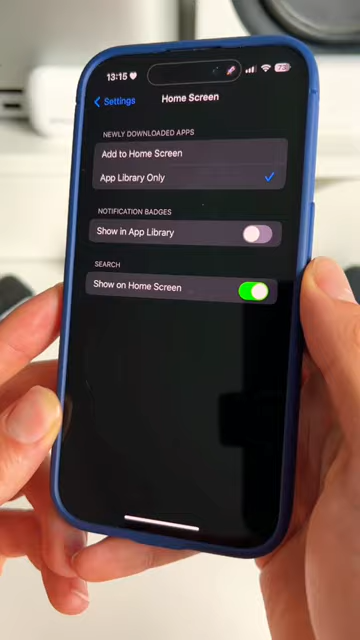 13:15
73
Settings
Home Screen
NEWLY DOWNLOADED APPS
Add to Home Screen
App Library Only
NOTIFICATION BADGES
Show in App Library
SEARCH
Show on Home Screen